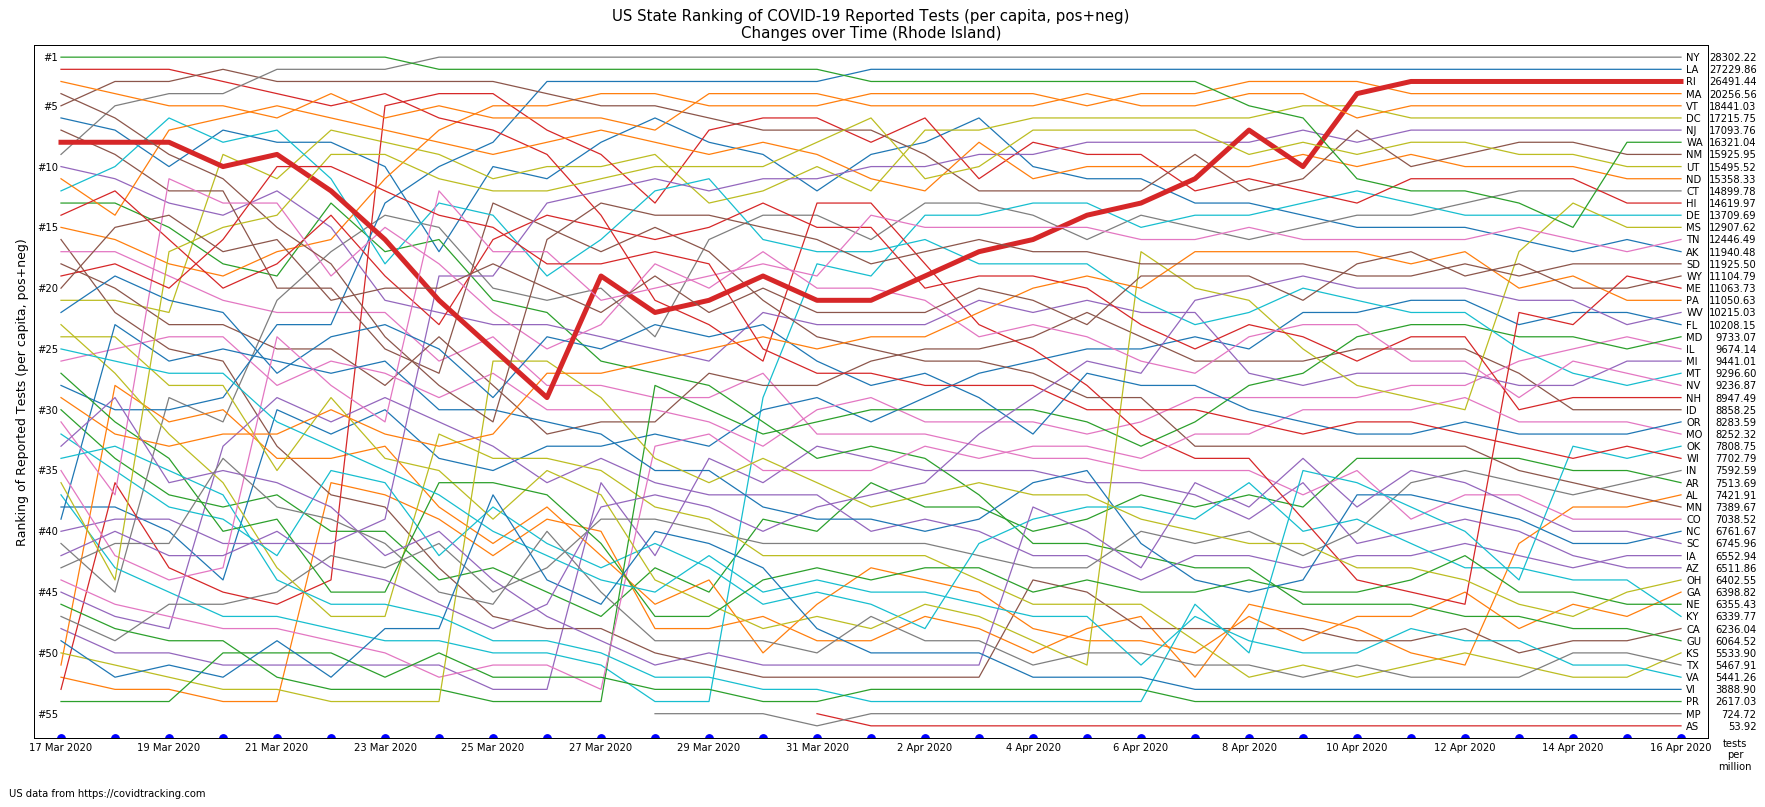 US State Ranking of COVID-19 Reported Tests (per capita, pos+neg)
Changes over Time (Rhode Island)
Ranking of Reported Tests (per capita, pos+neg)
#1
#5
#10
#15
#20
#25
#30
#35
#40
#45
#50
#55
NY 28302.22
LA 27229.86
RI 26491.44
MA 20256.56
VT 18441.03
DC 17215.75
NJ 17093.76
WA 16321.04
NM 15925.95
UT 15495.52
ND 15358.33
CT 14899.78
HI 14619.97
DE 13709.69
MS 12907.62
TN 12446.49
AK 11940.48
SD 11925.50
WY 11104.79
ME 11063.73
PA 11050.63
WV 10215.03
FL 10208.15
MD 9733.07
IL 9674.14
MI 9441.01
MT 9296.60
NV 9236.87
NH 8947.49
ID 8858.25
OR 8283.59
MO 8252.32
OK 7808.75
WI 7702.79
IN 7592.59
AR 7513.69
AL 7421.91
MN 7389.67
CO 7038.52
NC 6761.67
SC 6745.96
IA 6552.94
AZ 6511.86
OH 6402.55
GA 6398.82
NE 6355.43
KY 6339.77
CA 6236.04
GU 6064.52
KS 5533.90
TX 5467.91
VA 5441.26
VI 3888.90
PR 2617.03
MP 724.72
AS 53.92
17 Mar 2020 19 Mar 2020 21 Mar 2020 23 Mar 2020 25 Mar 2020 27 Mar 2020 29 Mar 2020 31 Mar 2020 2 Apr 2020 4 Apr 2020 6 Apr 2020 8 Apr 2020 10 Apr 2020 12 Apr 2020 14 Apr 2020 16 Apr 2020
tests
per
million
US data from https://covidtracking.com